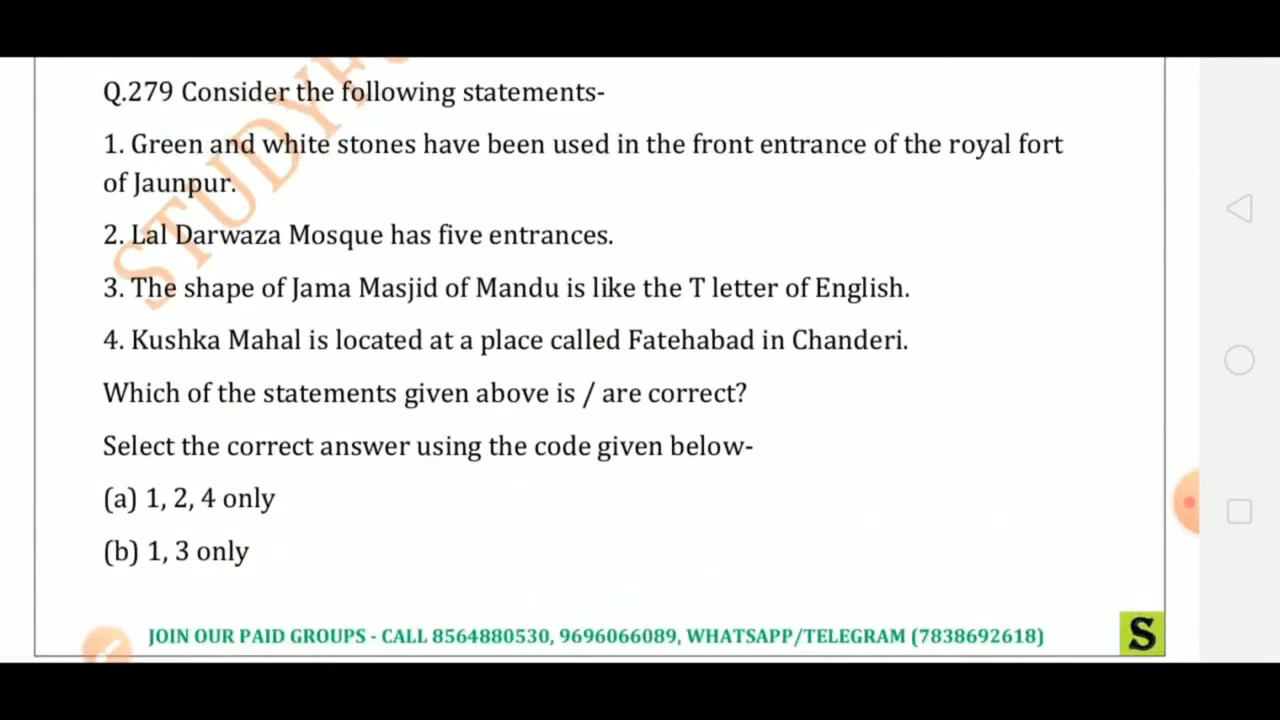 Q.279 Consider the following statements-
1. Green and white stones have been used in the front entrance of the royal fort
of Jaunpur.
2. Lal Darwaza Mosque has five entrances.
3. The shape of Jama Masjid of Mandu is like the T letter of English.
4. Kushka Mahal is located at a place called Fatehabad in Chanderi.
Which of the statements given above is / are correct?
Select the correct answer using the code given below-
(a) 1, 2, 4 only
(b) 1, 3 only
JOIN OUR PAID GROUPS - CALL 8564880530, 9696066089, WHATSAPP/TELEGRAM (7838692618)
S
STUDY